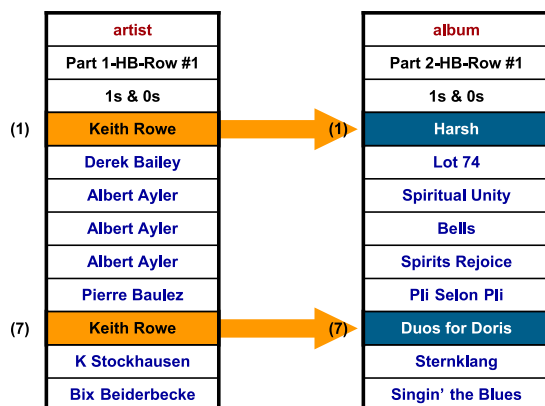 artist album
Part 1-HB-Row #1 Part 2-HB-Row #1
1s & 0s 1s & 0s
(1) Keith Rowe (1) Harsh
Derek Bailey Lot 74
Albert Ayler Spiritual Unity
Albert Ayler Bells
Albert Ayler Spirits Rejoice
Pierre Baulez Pli Selon Pli
(7) Keith Rowe (7) Duos for Doris
K Stockhausen Sternklang
Bix Beiderbecke Singin' the Blues